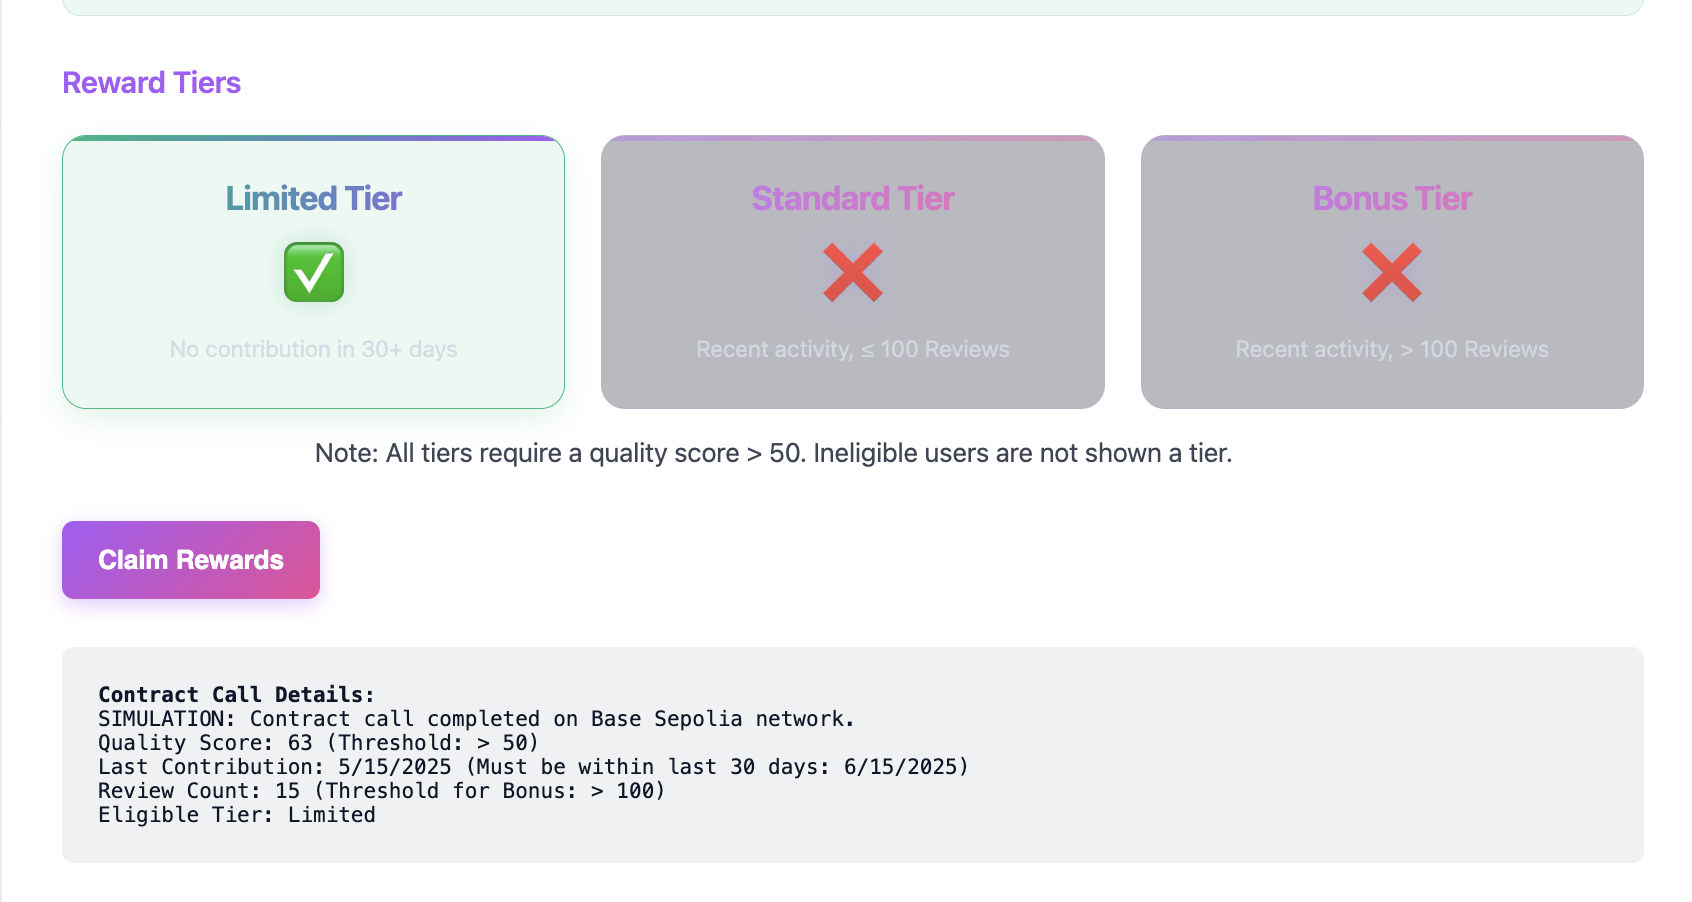 Reward Tiers
Limited Tier
No contribution in 30+ days
Standard Tier
Recent activity, ≤ 100 Reviews
Bonus Tier
Recent activity, > 100 Reviews
Note: All tiers require a quality score > 50. Ineligible users are not shown a tier.
Claim Rewards
Contract Call Details:
SIMULATION: Contract call completed on Base Sepolia network.
Quality Score: 63 (Threshold: > 50)
Last Contribution: 5/15/2025 (Must be within last 30 days: 6/15/2025)
Review Count: 15 (Threshold for Bonus: > 100)
Eligible Tier: Limited